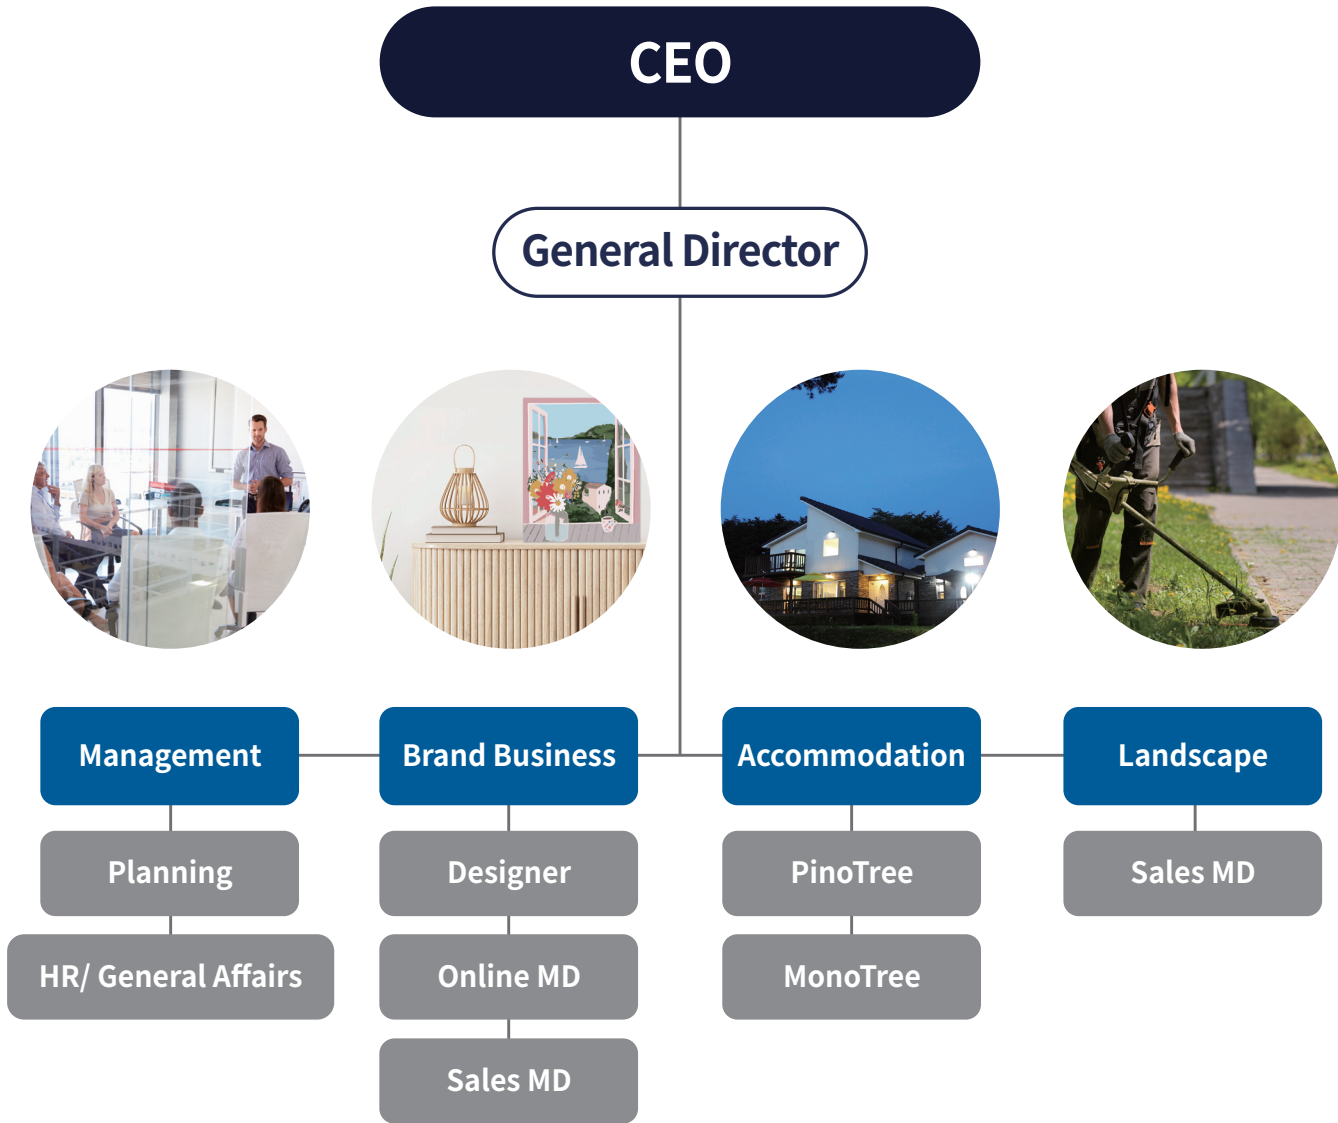 CEO
General Director
Management
Brand Business
Accommodation
Landscape
Planning
Designer
PinoTree
Sales MD
HR/ General Affairs
Online MD
MonoTree
Sales MD